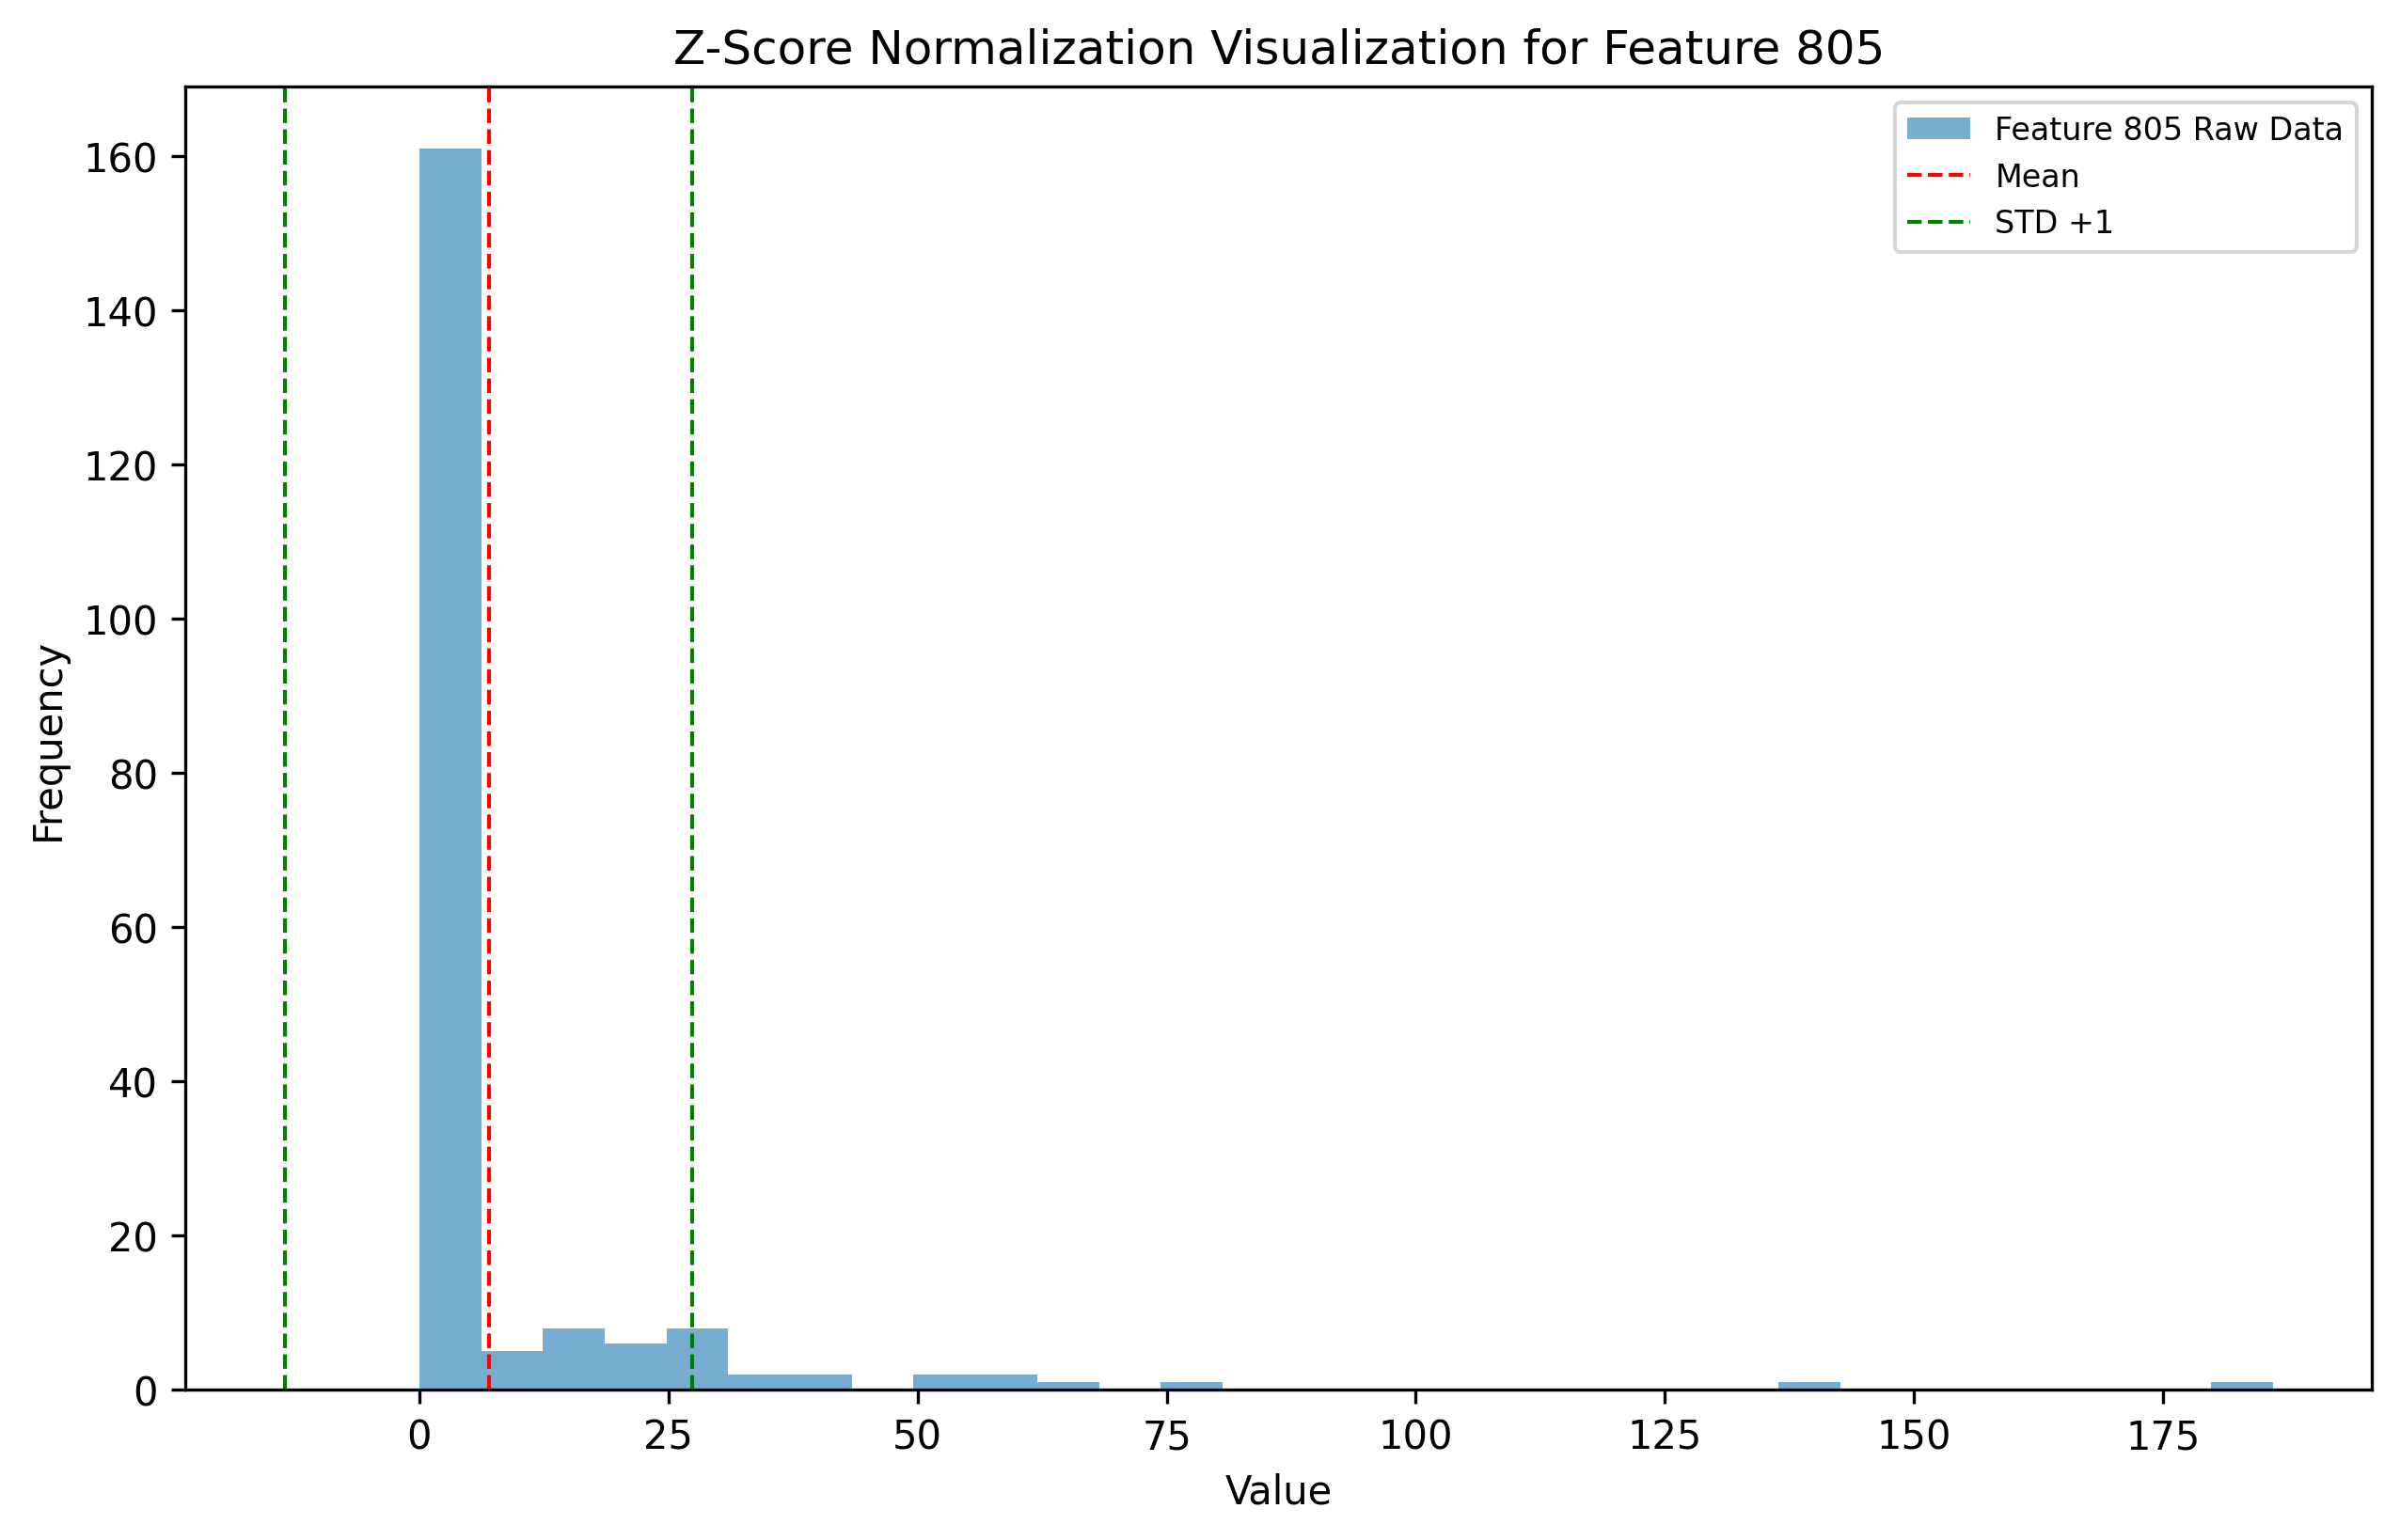 Z-Score Normalization Visualization for Feature 805
Feature 805 Raw Data
Mean
STD +1
160
140
120
100
80
60
40
20
0
Frequency
0 25 50 75 100 125 150 175
Value